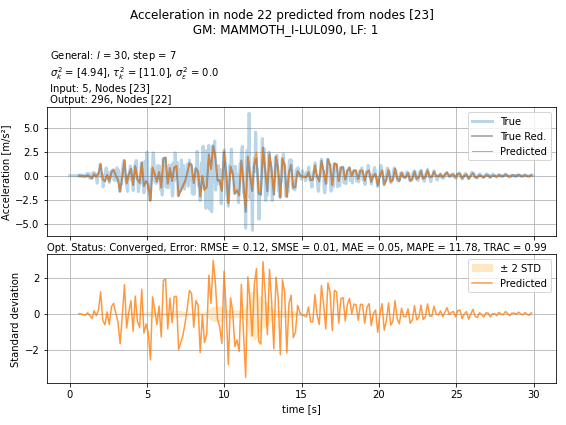 Acceleration in node 22 predicted from nodes [23]
GM: MAMMOTH_I-LUL090, LF: 1
General: l = 30, step = 7
σ²ₖ = [4.94], τ²ₖ = [11.0], σ²ε = 0.0
Input: 5, Nodes [23]
Output: 296, Nodes [22]
Acceleration [m/s²]
5.0
2.5
0.0
−2.5
−5.0
True
True Red.
Predicted
Opt. Status: Converged, Error: RMSE = 0.12, SMSE = 0.01, MAE = 0.05, MAPE = 11.78, TRAC = 0.99
Standard deviation
2
0
−2
± 2 STD
Predicted
0 5 10 15 20 25 30
time [s]